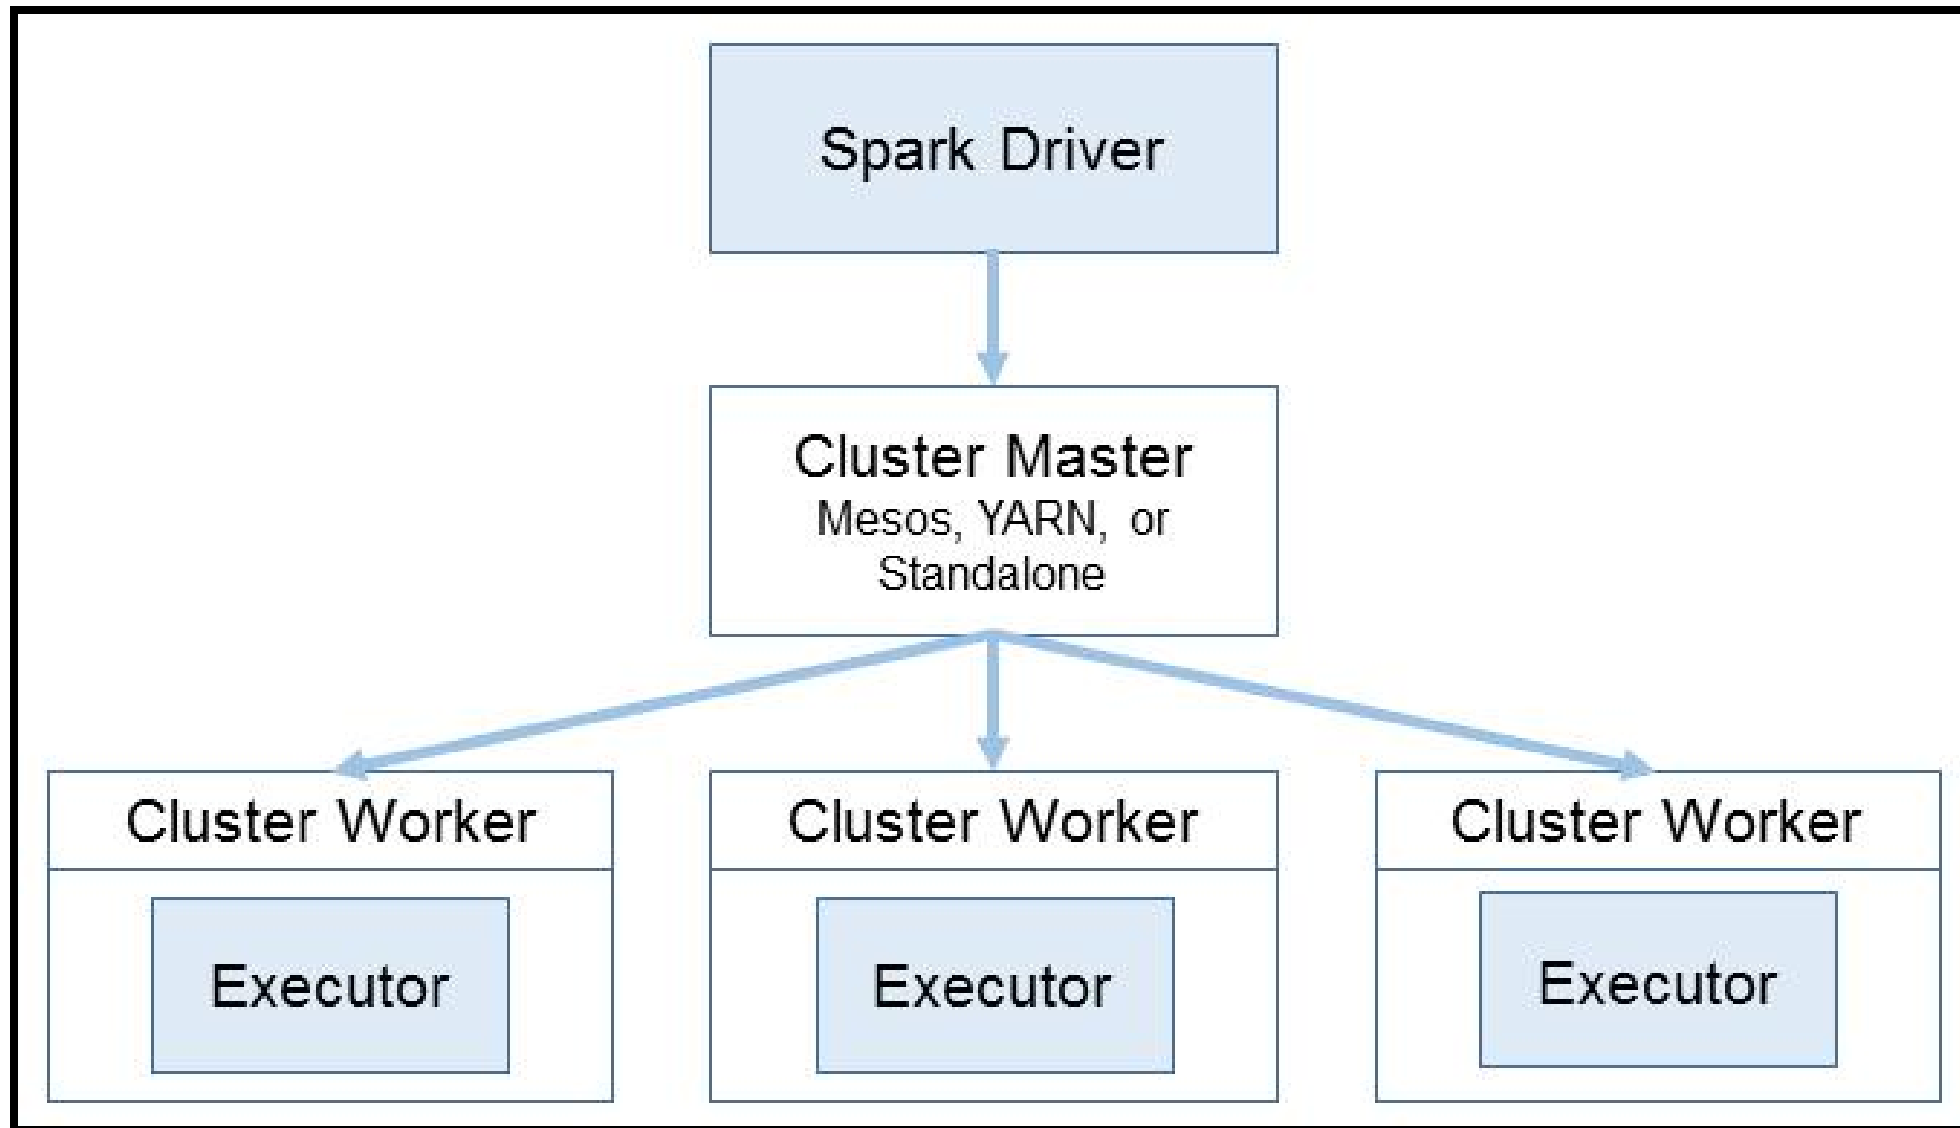 Spark Driver
Cluster Master
Mesos, YARN, or
Standalone
Cluster Worker
Executor
Cluster Worker
Executor
Cluster Worker
Executor